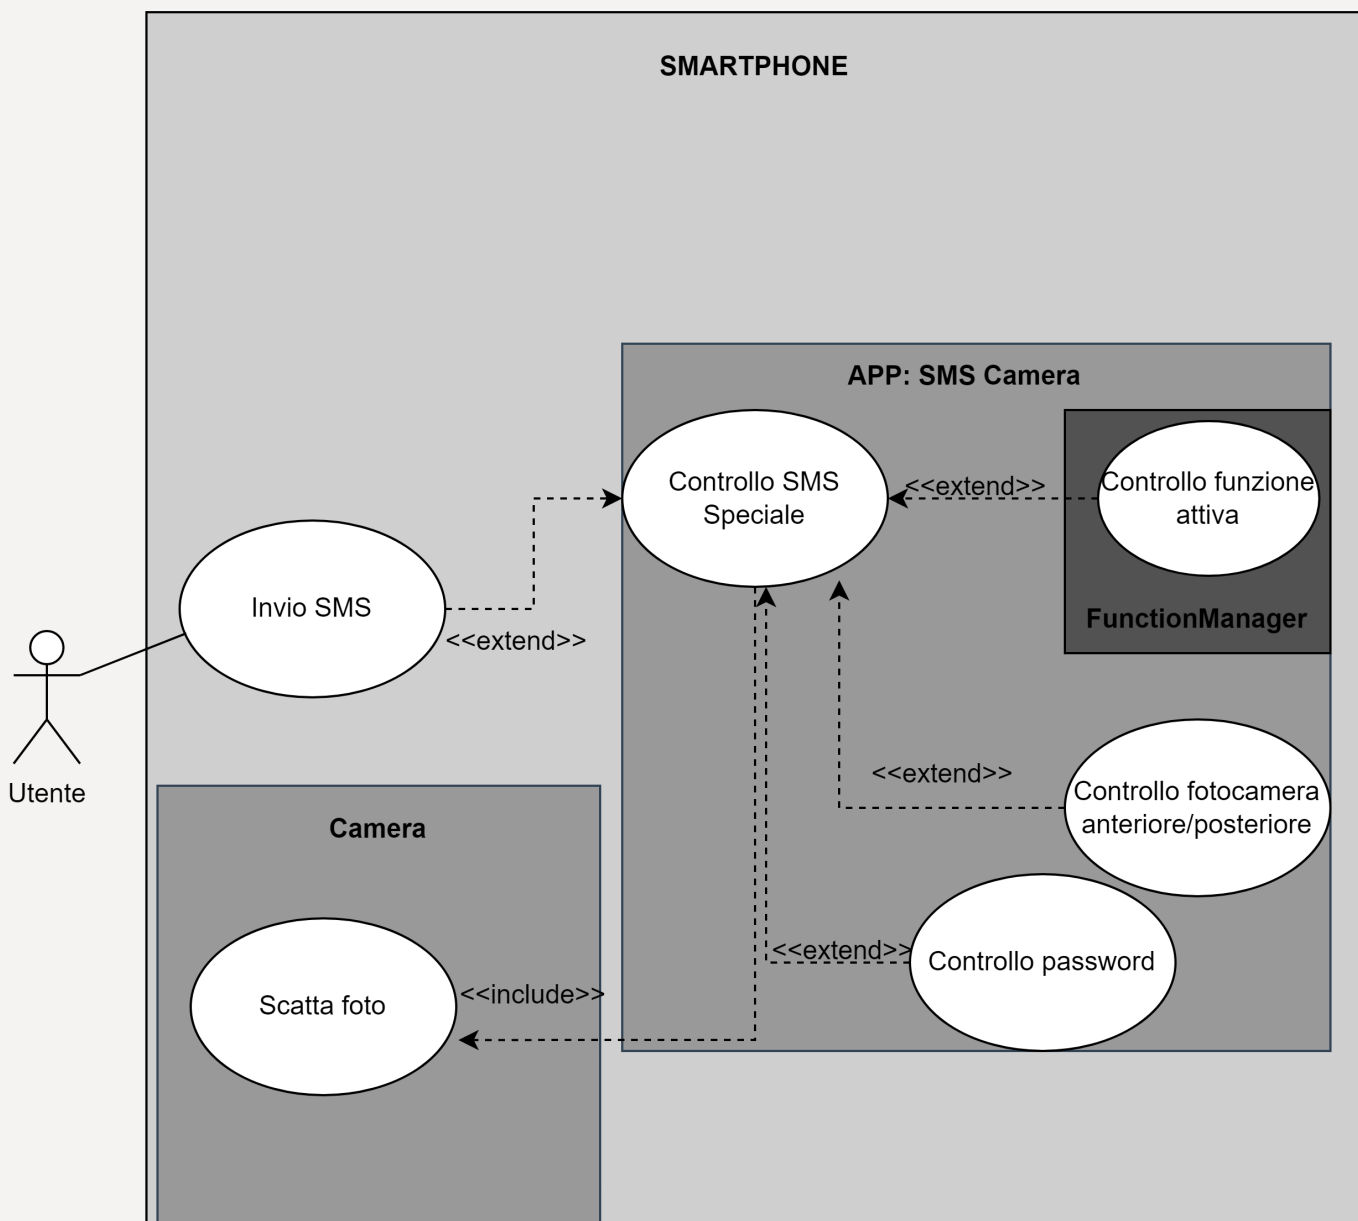 SMARTPHONE
APP: SMS Camera
Controllo SMS
Speciale
<<extend>>
Controllo funzione
attiva
FunctionManager
Invio SMS
<<extend>>
Utente
<<extend>>
Controllo fotocamera
anteriore/posteriore
Camera
<<extend>>
Controllo password
Scatta foto
<<include>>